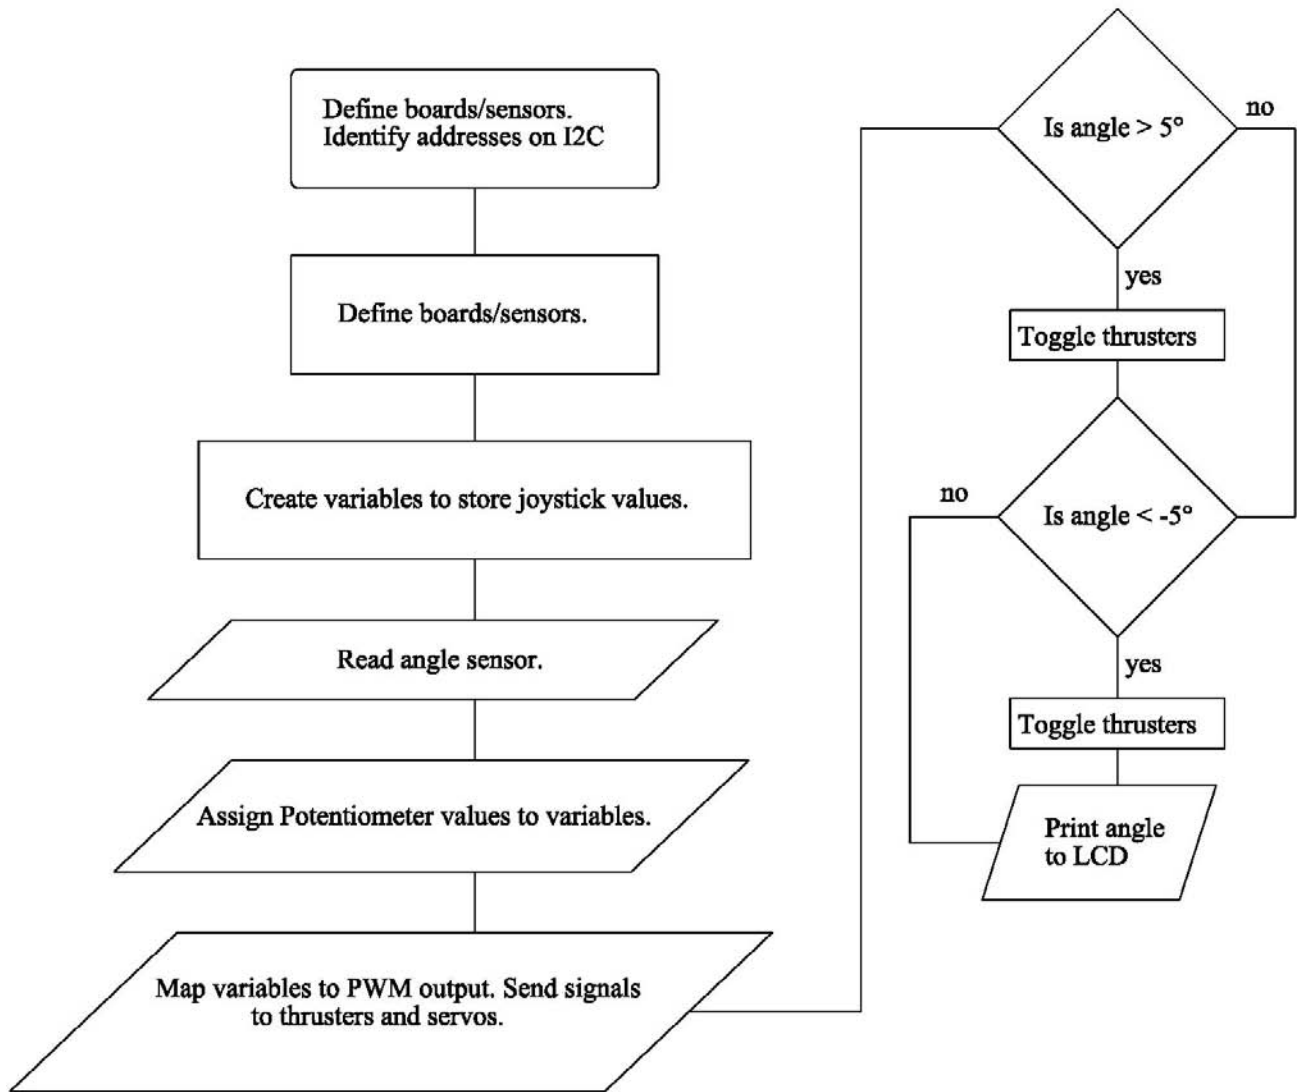 Define boards/sensors.
Identify addresses on I2C
Define boards/sensors.
Create variables to store joystick values.
Read angle sensor.
Assign Potentiometer values to variables.
Map variables to PWM output. Send signals
to thrusters and servos.
Is angle > 5°
no
yes
Toggle thrusters
no
Is angle < -5°
yes
Toggle thrusters
Print angle
to LCD